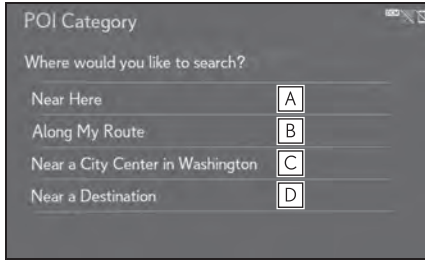 POI Category
Where would you like to search?
Near Here A
Along My Route B
Near a City Center in Washington C
Near a Destination D